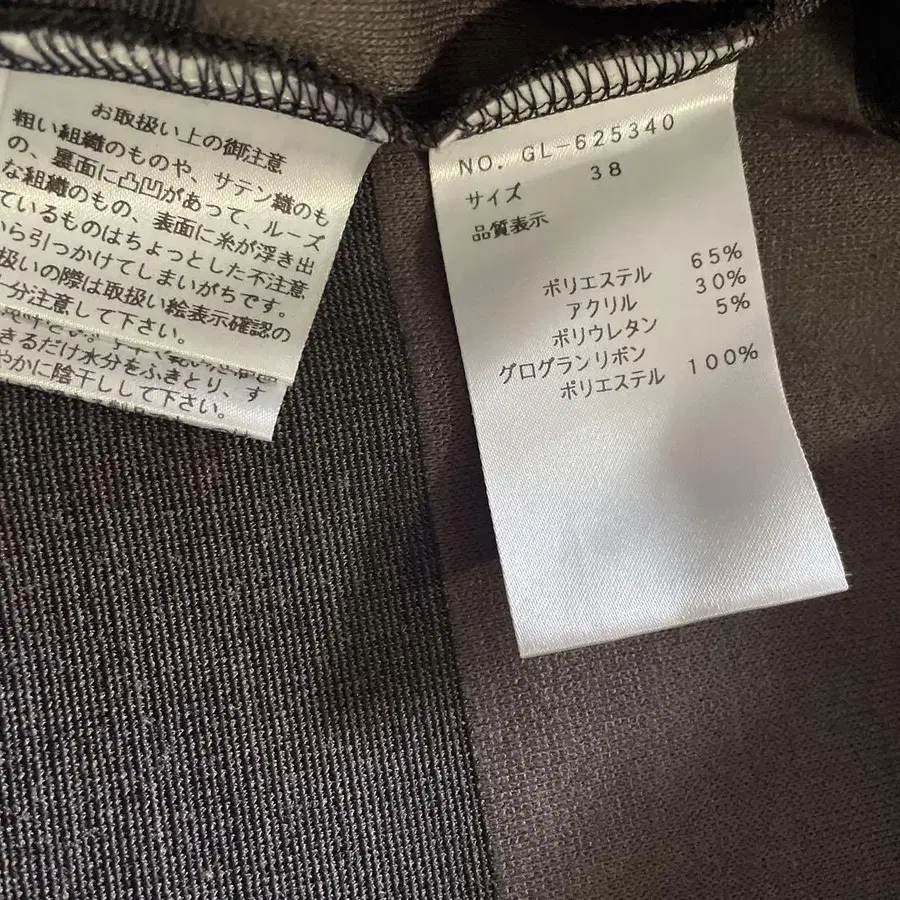 お取扱い上の御注意
粗い組織のものや、サテン織のも
の、裏面に凸凹があって、ルーズ
な組織のもの、表面に糸が浮き出
ているものはちょっとした不注意
から引っかけてしまいがちです。
扱いの際は取扱い絵表示確認の
分注意して下さい。
きるだけ水分をふきとり、す
やかに陰干しして下さい。
NO. GL-625340
サイズ 38
品質表示
ポリエステル 65%
アクリル 30%
ポリウレタン 5%
グログランリボン
ポリエステル 100%